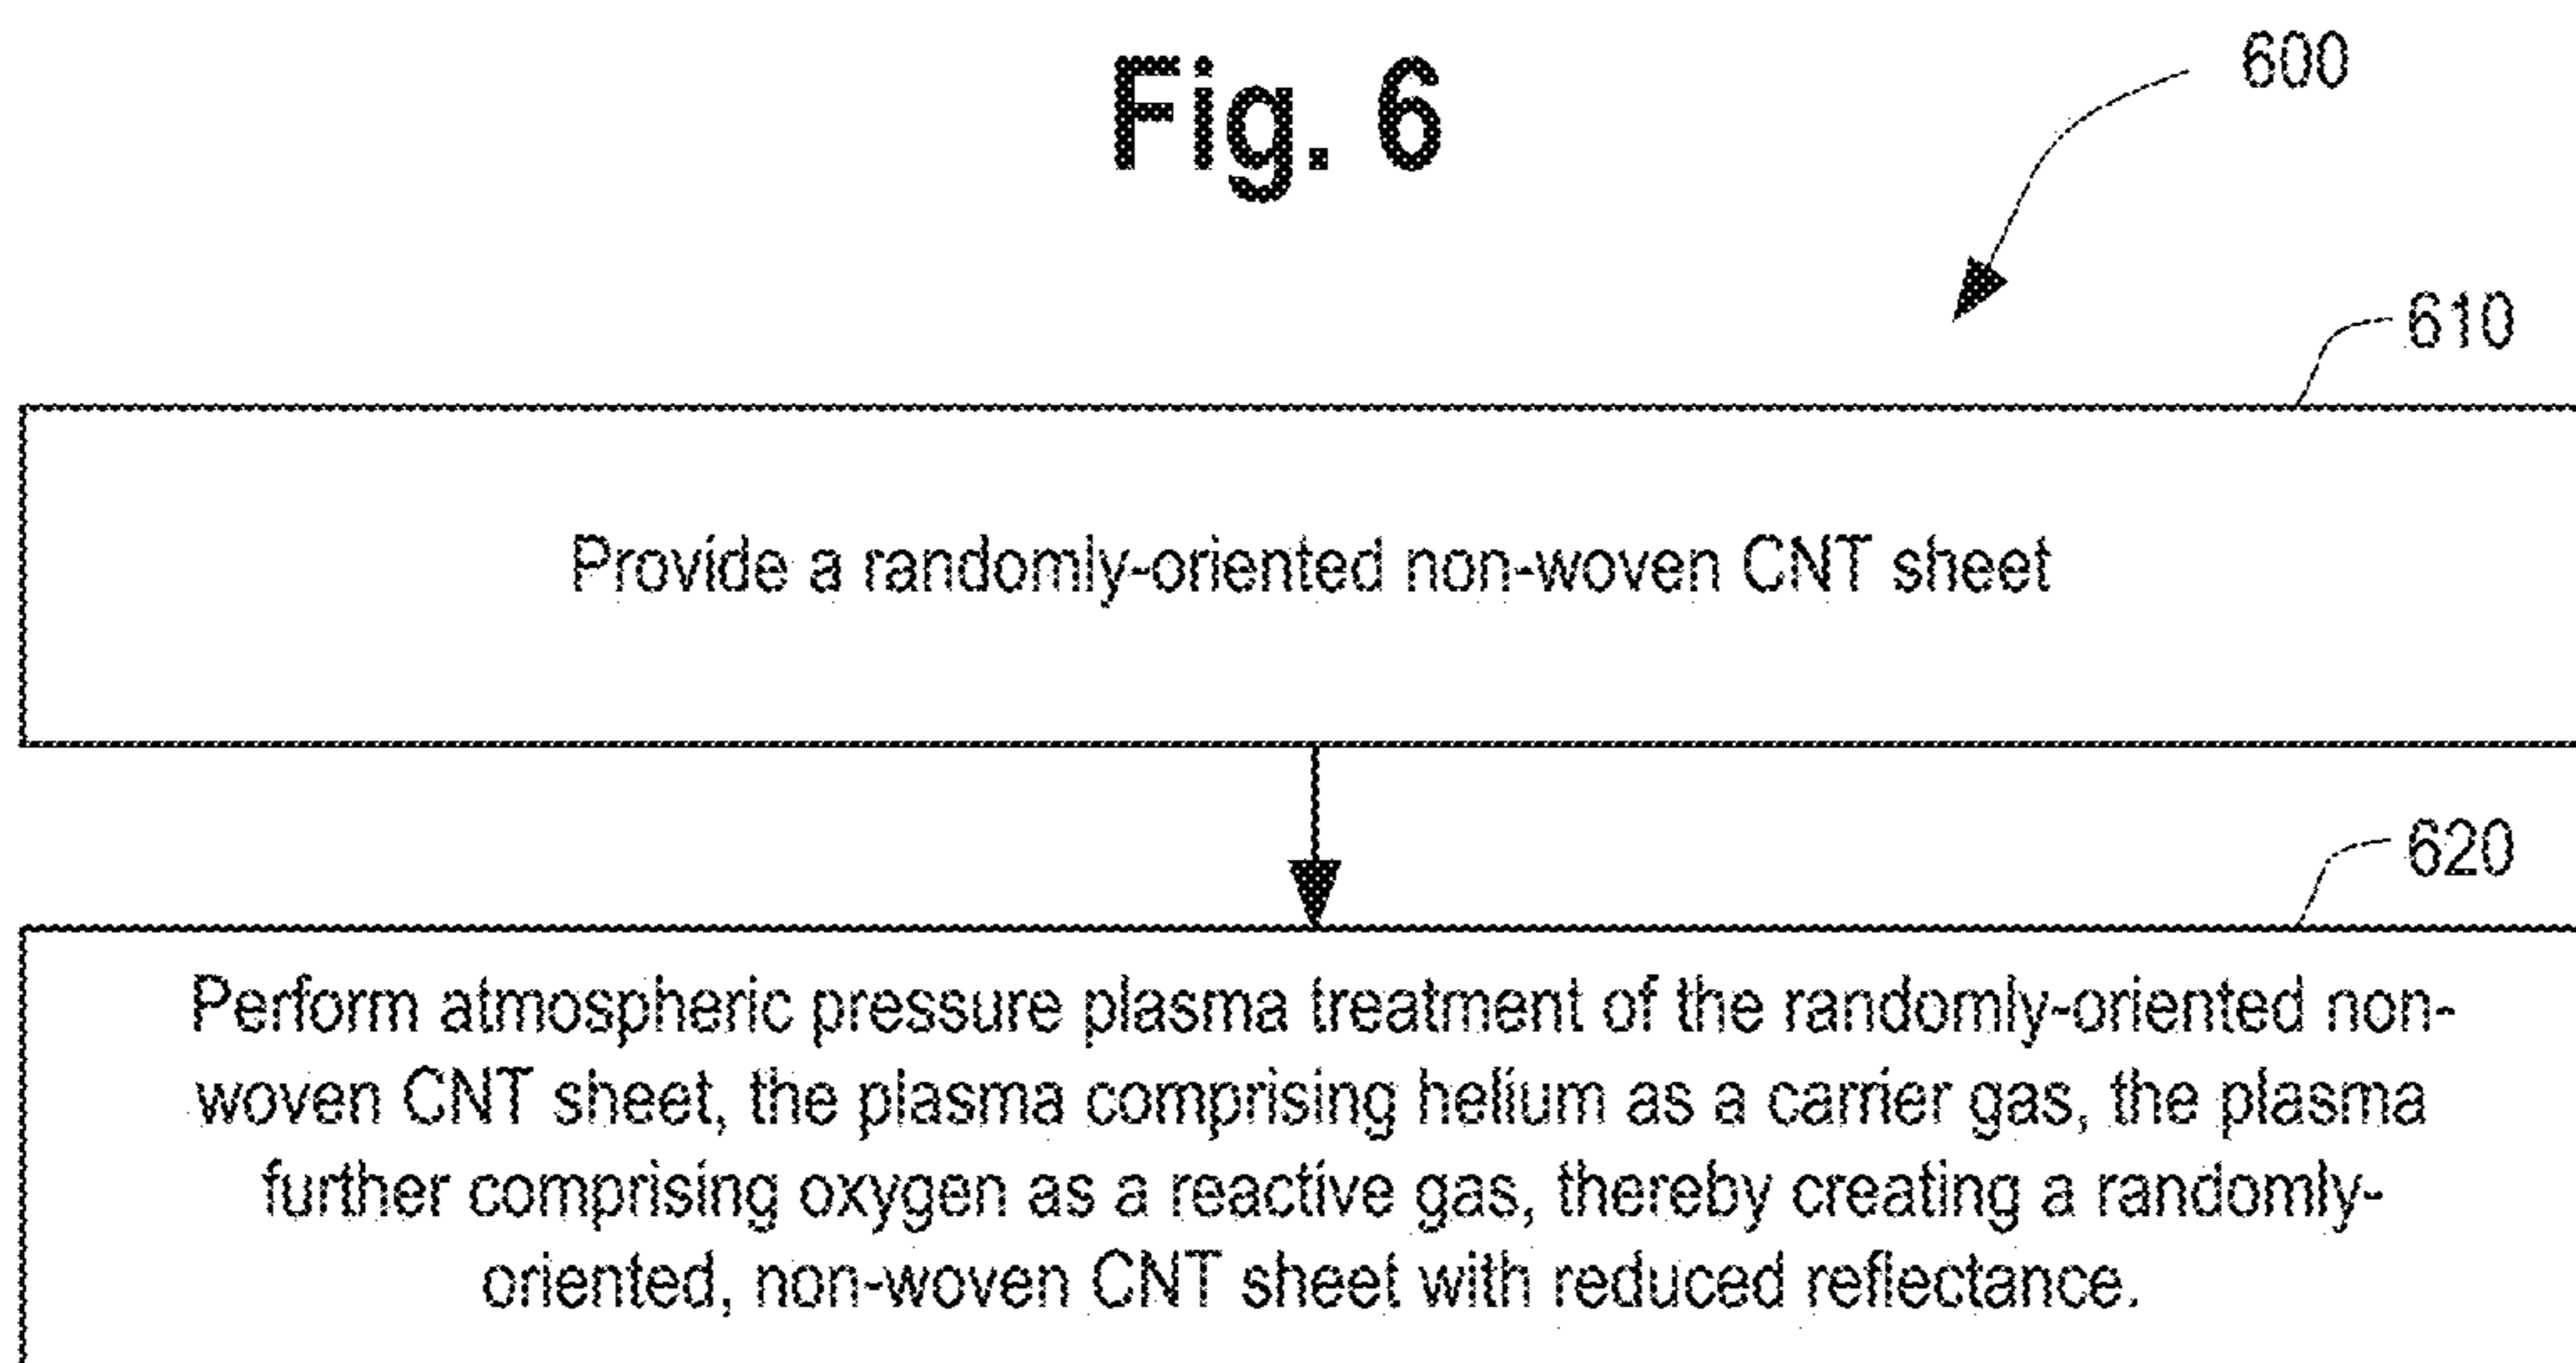 Fig. 6
600
610
Provide a randomly-oriented non-woven CNT sheet
620
Perform atmospheric pressure plasma treatment of the randomly-oriented non-
woven CNT sheet, the plasma comprising helium as a carrier gas, the plasma
further comprising oxygen as a reactive gas, thereby creating a randomly-
oriented, non-woven CNT sheet with reduced reflectance.